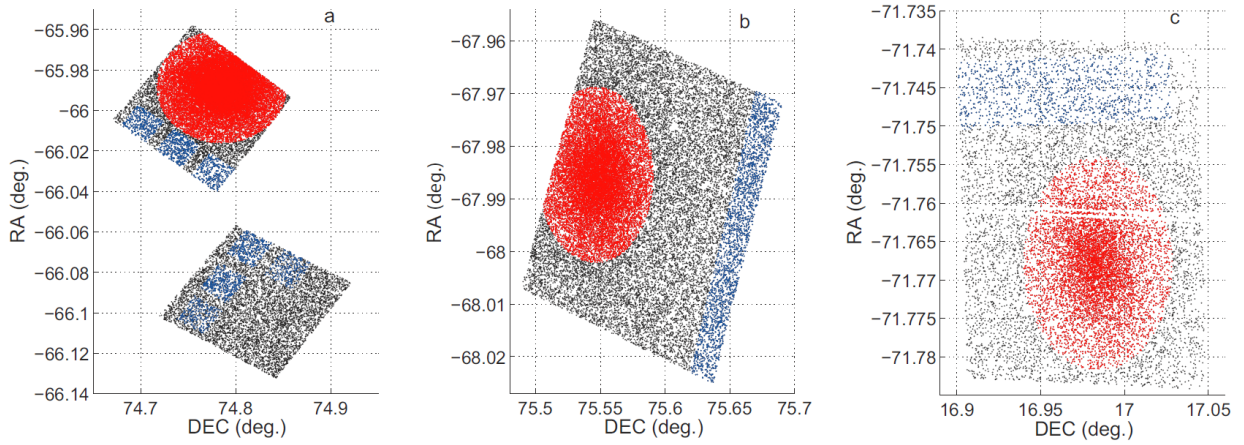 a
−65.96
−65.98
−66
−66.02
−66.04
−66.06
−66.08
−66.1
−66.12
−66.14
RA (deg.)
74.7 74.8 74.9
DEC (deg.)
b
−67.96
−67.97
−67.98
−67.99
−68
−68.01
−68.02
RA (deg.)
75.5 75.55 75.6 75.65 75.7
DEC (deg.)
c
−71.735
−71.74
−71.745
−71.75
−71.755
−71.76
−71.765
−71.77
−71.775
−71.78
RA (deg.)
16.9 16.95 17 17.05
DEC (deg.)